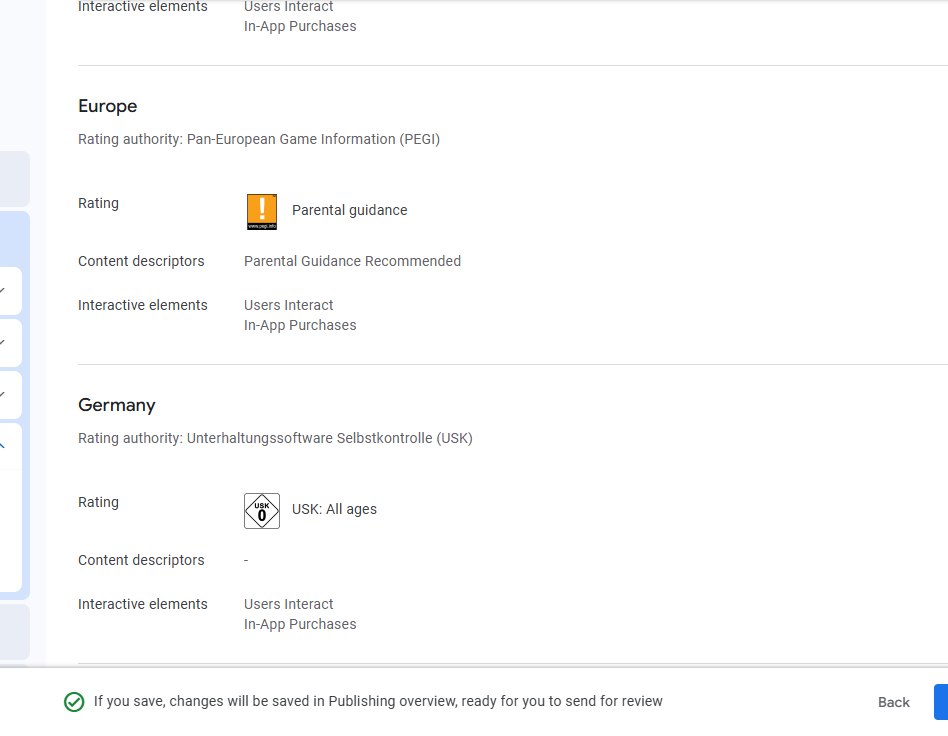 Interactive elements Users Interact
In-App Purchases
Europe
Rating authority: Pan-European Game Information (PEGI)
Rating ! www.pegi.info Parental guidance
Content descriptors Parental Guidance Recommended
Interactive elements Users Interact
In-App Purchases
Germany
Rating authority: Unterhaltungssoftware Selbstkontrolle (USK)
Rating USK 0 USK: All ages
Content descriptors -
Interactive elements Users Interact
In-App Purchases
If you save, changes will be saved in Publishing overview, ready for you to send for review Back